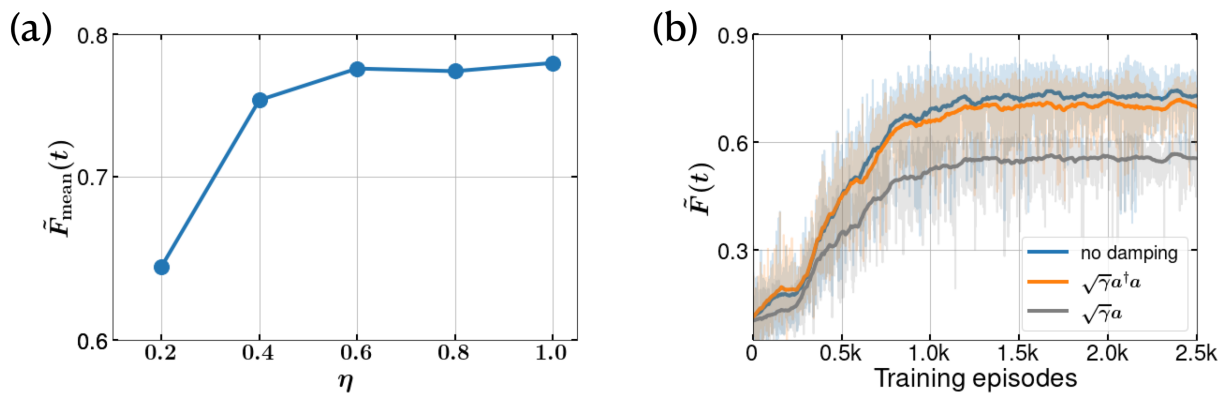 (a)
0.8
0.7
0.6
F̃mean(t)
0.2 0.4 0.6 0.8 1.0
η
(b)
0.9
0.6
0.3
F̃(t)
no damping
√γa†a
√γa
0 0.5k 1.0k 1.5k 2.0k 2.5k
Training episodes